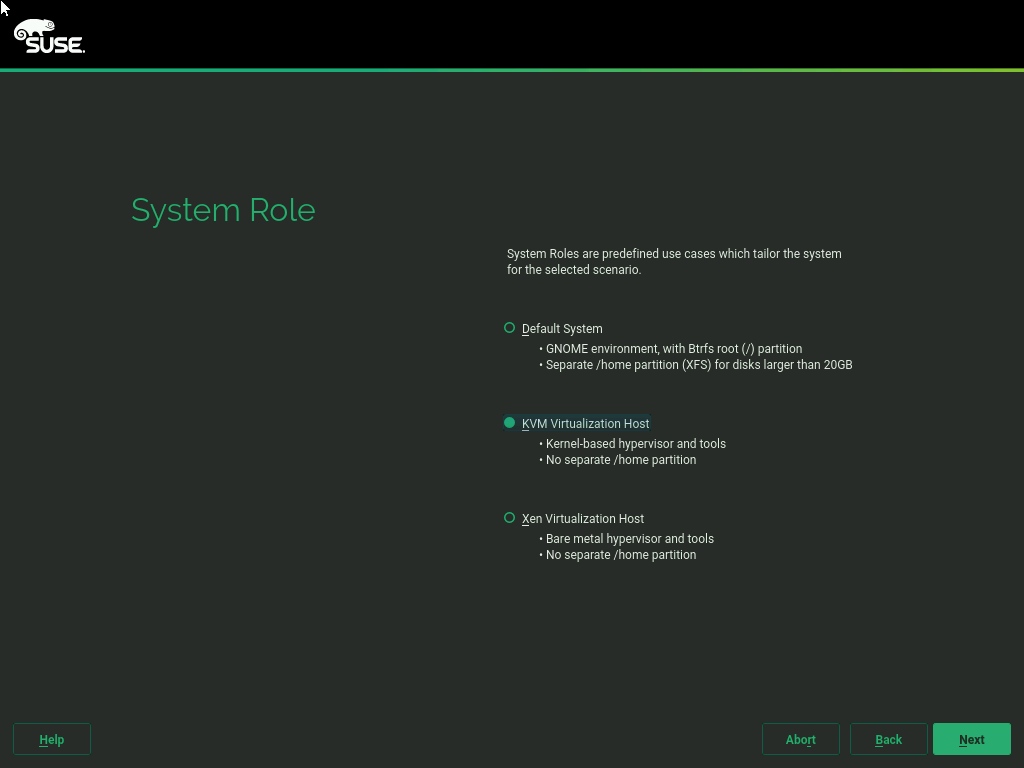 SUSE.
System Role
System Roles are predefined use cases which tailor the system
for the selected scenario.
Default System
• GNOME environment, with Btrfs root (/) partition
• Separate /home partition (XFS) for disks larger than 20GB
KVM Virtualization Host
• Kernel-based hypervisor and tools
• No separate /home partition
Xen Virtualization Host
• Bare metal hypervisor and tools
• No separate /home partition
Help
Abort
Back
Next